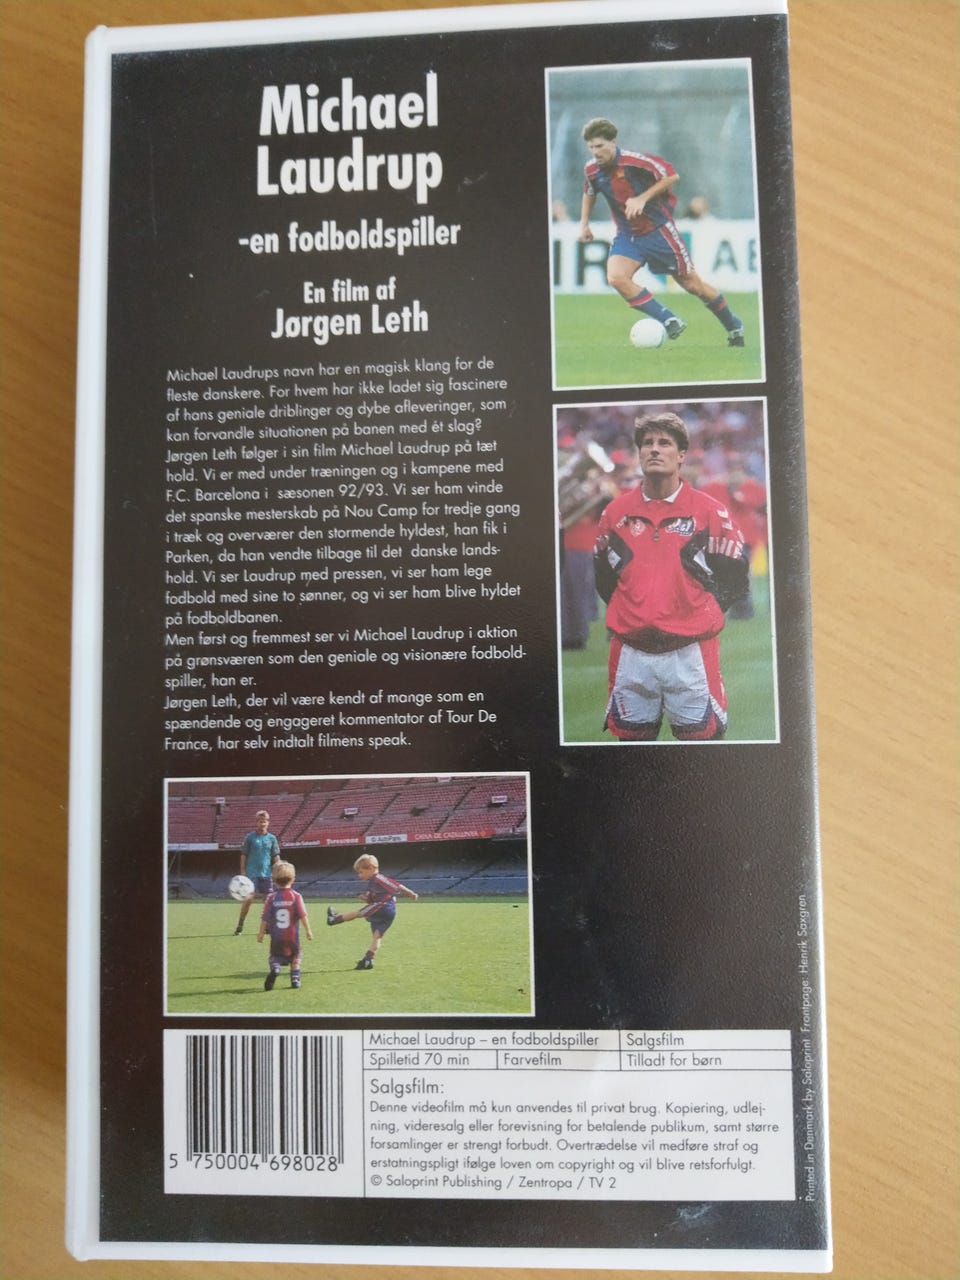 Michael
Laudrup
-en fodboldspiller
En film af
Jørgen Leth
Michael Laudrups navn har en magisk klang for de
fleste danskere. For hvem har ikke ladet sig fascinere
af hans geniale driblinger og dybe afleveringer, som
kan forvandle situationen på banen med ét slag?
Jørgen Leth følger i sin film Michael Laudrup på tæt
hold. Vi er med under træningen og i kampene med
F.C. Barcelona i sæsonen 92/93. Vi ser ham vinde
det spanske mesterskab på Nou Camp for tredje gang
i træk og overværer den stormende hyldest, han fik i
Parken, da han vendte tilbage til det danske lands-
hold. Vi ser Laudrup med pressen, vi ser ham lege
fodbold med sine to sønner, og vi ser ham blive hyldet
på fodboldbanen.
Men først og fremmest ser vi Michael Laudrup i aktion
på grønsværen som den geniale og visionære fodbold-
spiller, han er.
Jørgen Leth, der vil være kendt af mange som en
spændende og engageret kommentator af Tour De
France, har selv indtalt filmens speak.
CAIXA DE CATALUNYA
LAUDRUP
9
Michael Laudrup – en fodboldspiller
Salgsfilm
Spilletid 70 min
Farvefilm
Tilladt for børn
Salgsfilm:
Denne videofilm må kun anvendes til privat brug. Kopiering, udlej-
ning, videresalg eller forevisning for betalende publikum, samt større
forsamlinger er strengt forbudt. Overtrædelse vil medføre straf og
erstatningspligt ifølge loven om copyright og vil blive retsforfulgt.
© Saloprint Publishing / Zentropa / TV 2
5 750004 698028
Printed in Denmark by Saloprint Frontpage: Henrik Saxgren